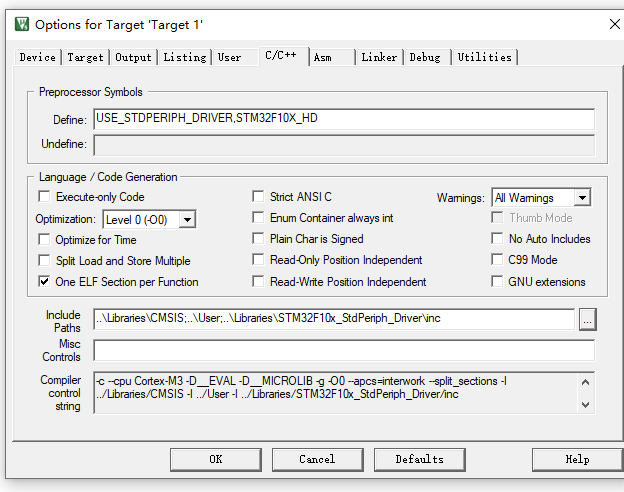 Options for Target 'Target 1'
Device Target Output Listing User C/C++ Asm Linker Debug Utilities
Preprocessor Symbols
Define: USE_STDPERIPH_DRIVER,STM32F10X_HD
Undefine:
Language / Code Generation
Execute-only Code
Strict ANSI C
Warnings: All Warnings
Optimization: Level 0 (-O0)
Enum Container always int
Thumb Mode
Optimize for Time
Plain Char is Signed
No Auto Includes
Split Load and Store Multiple
Read-Only Position Independent
C99 Mode
One ELF Section per Function
Read-Write Position Independent
GNU extensions
Include
Paths
..\Libraries\CMSIS;..\User;..\Libraries\STM32F10x_StdPeriph_Driver\inc
...
Misc
Controls
Compiler
control
string
-c --cpu Cortex-M3 -D__EVAL -D__MICROLIB -g -O0 --apcs=interwork --split_sections -I
../Libraries/CMSIS -I ../User -I ../Libraries/STM32F10x_StdPeriph_Driver/inc
OK Cancel Defaults Help